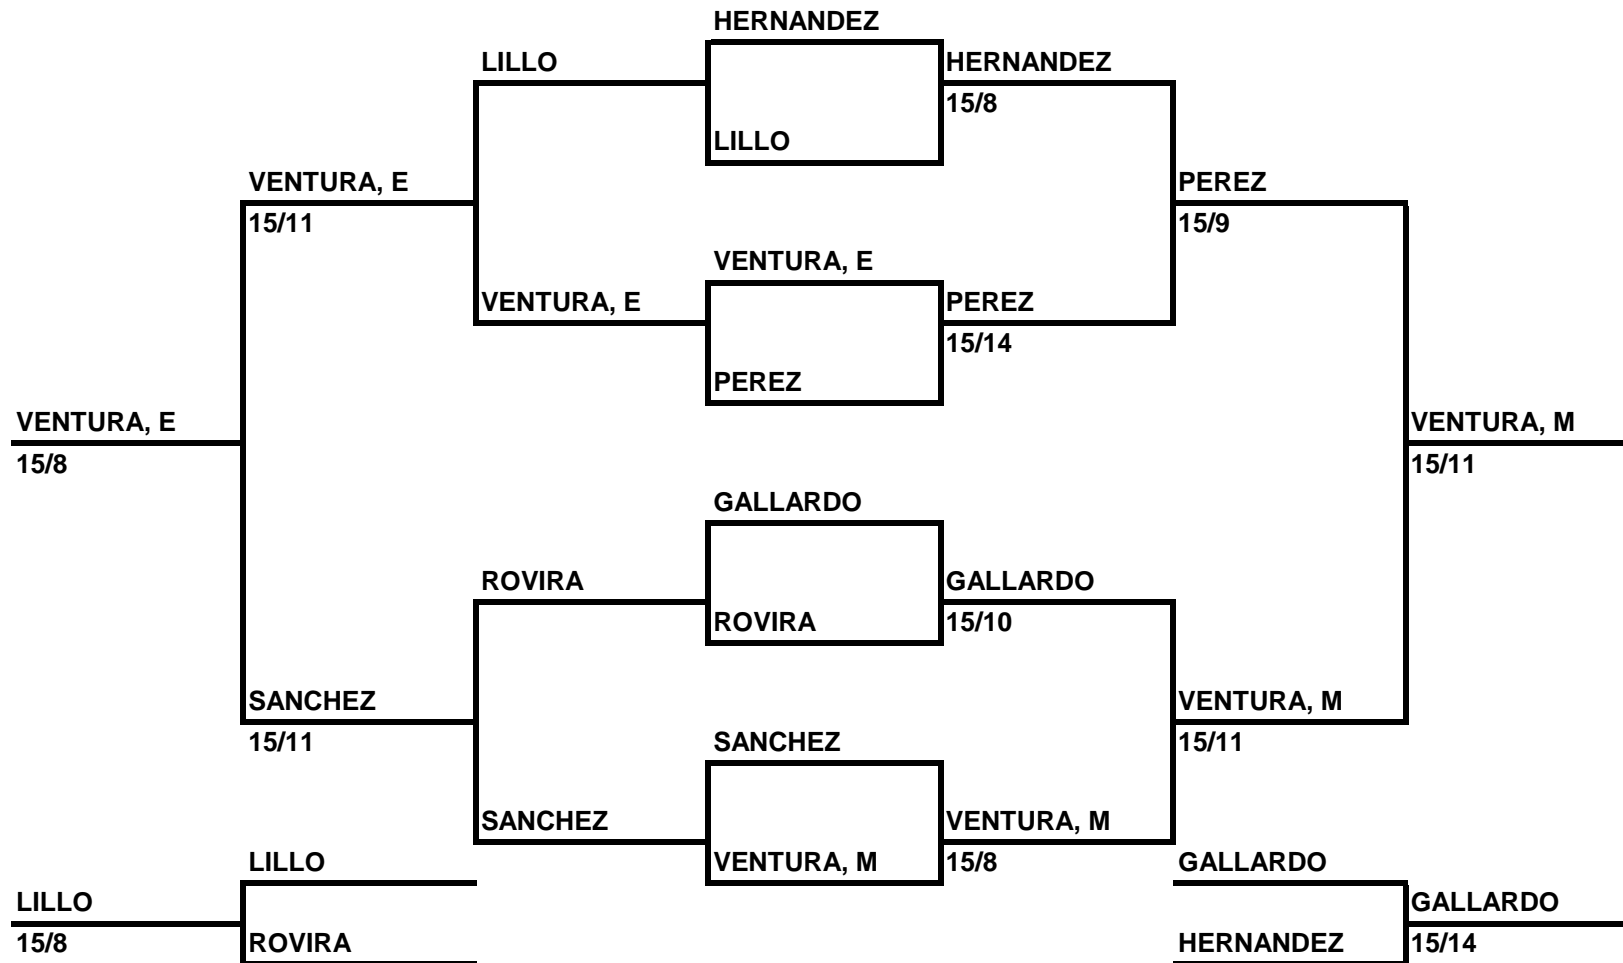 HERNANDEZ
LILLO
HERNANDEZ
15/8
LILLO
VENTURA, E
PEREZ
15/11
15/9
VENTURA, E
VENTURA, E
PEREZ
15/14
PEREZ
VENTURA, E
VENTURA, M
15/8
15/11
GALLARDO
ROVIRA
GALLARDO
ROVIRA
15/10
SANCHEZ
VENTURA, M
15/11
SANCHEZ
15/11
SANCHEZ
VENTURA, M
LILLO
VENTURA, M
15/8
GALLARDO
LILLO
GALLARDO
15/8
ROVIRA
HERNANDEZ
15/14